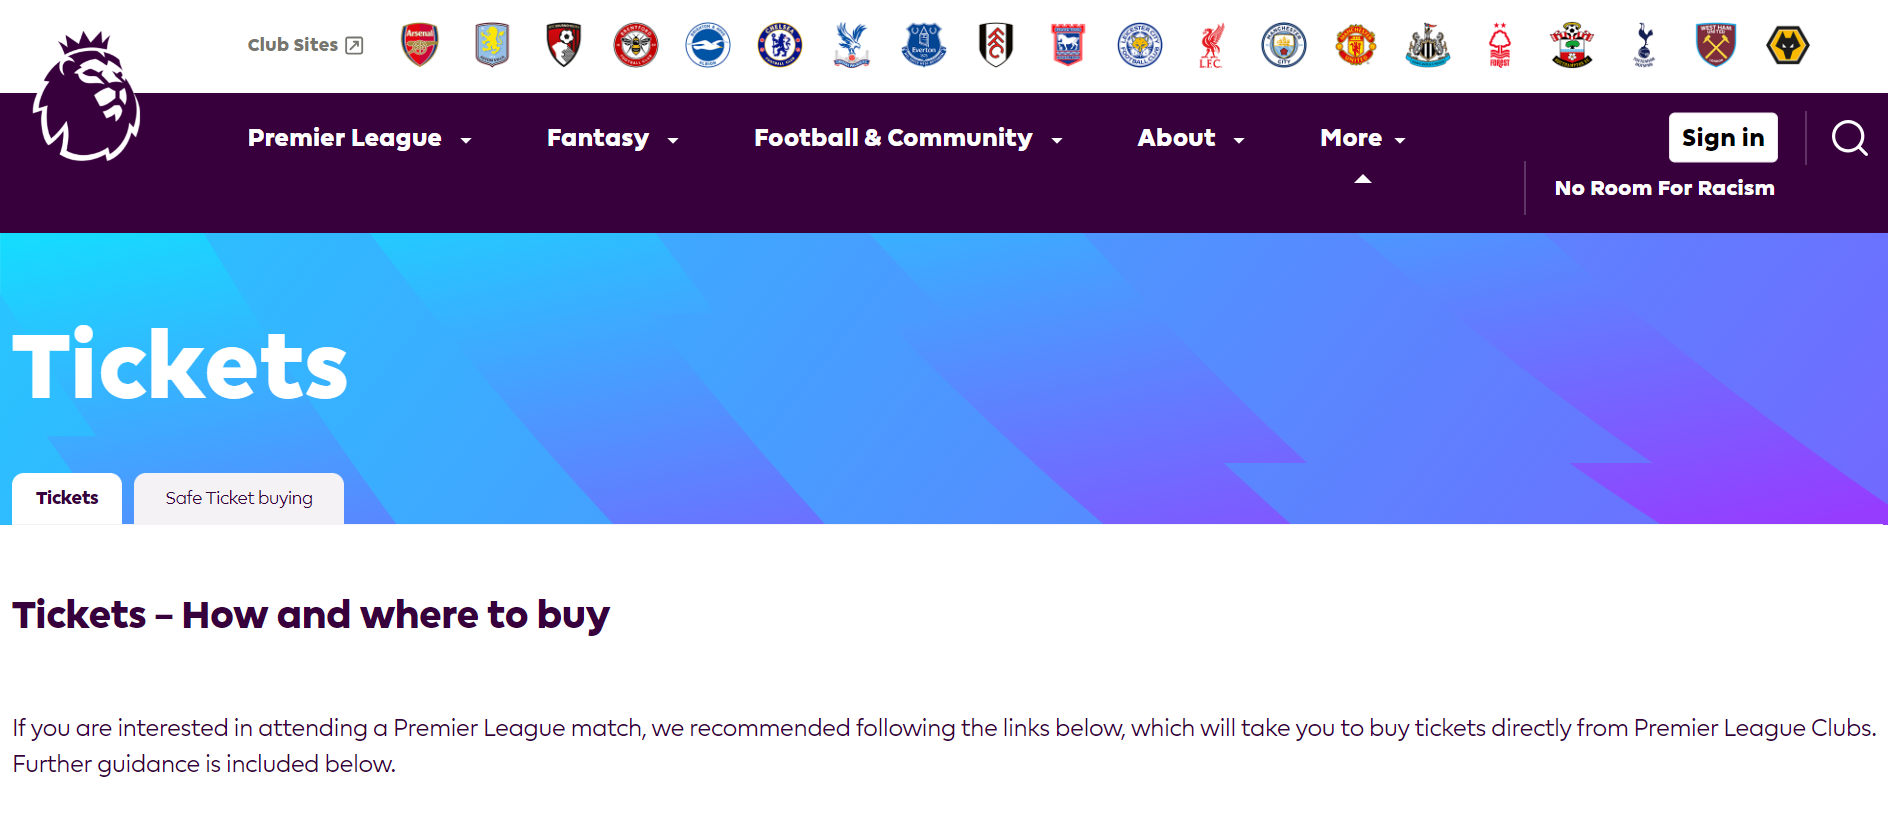 Club Sites
Arsenal
Everton
L.F.C.
Premier League
Fantasy
Football & Community
About
More
Sign in
No Room For Racism
Tickets
Tickets
Safe Ticket buying
Tickets – How and where to buy
If you are interested in attending a Premier League match, we recommended following the links below, which will take you to buy tickets directly from Premier League Clubs.
Further guidance is included below.